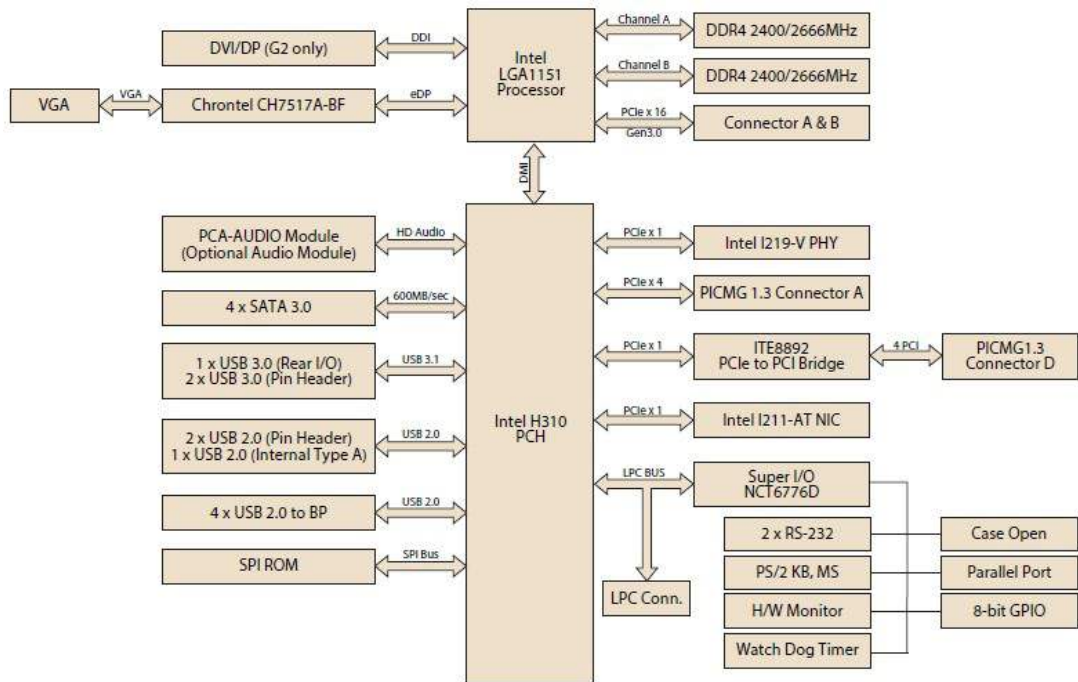 DVI/DP (G2 only)
DDI
Intel
LGA1151
Processor
Channel A
DDR4 2400/2666MHz
Channel B
DDR4 2400/2666MHz
VGA
VGA
Chrontel CH7517A-BF
eDP
PCIe x 16
Gen3.0
Connector A & B
DMI
PCA-AUDIO Module
(Optional Audio Module)
HD Audio
PCIe x 1
Intel I219-V PHY
4 x SATA 3.0
600MB/sec
PCIe x 4
PICMG 1.3 Connector A
1 x USB 3.0 (Rear I/O)
2 x USB 3.0 (Pin Header)
USB 3.1
PCIe x 1
ITE8892
PCIe to PCI Bridge
4 PCI
PICMG1.3
Connector D
2 x USB 2.0 (Pin Header)
1 x USB 2.0 (Internal Type A)
USB 2.0
Intel H310
PCH
PCIe x 1
Intel I211-AT NIC
4 x USB 2.0 to BP
USB 2.0
LPC BUS
Super I/O
NCT6776D
SPI ROM
SPI Bus
LPC Conn.
2 x RS-232
Case Open
PS/2 KB, MS
Parallel Port
H/W Monitor
8-bit GPIO
Watch Dog Timer